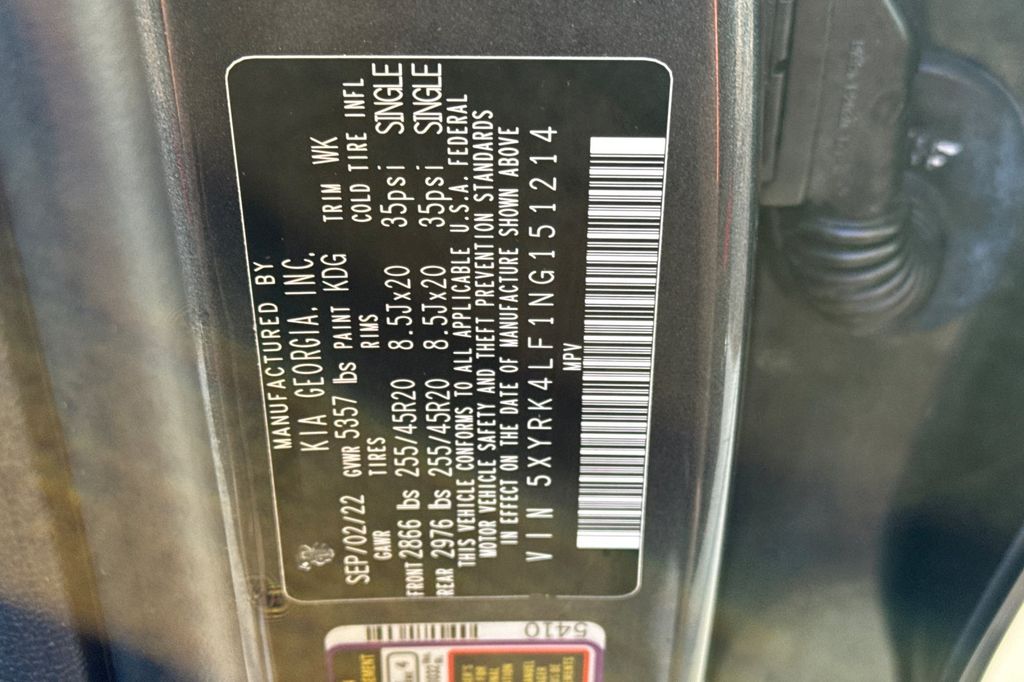 MANUFACTURED BY
KIA GEORGIA, INC.
SEP/02/22 GVWR 5357 lbs PAINT KDG TRIM WK
GAWR TIRES RIMS COLD TIRE INFL
FRONT 2866 lbs 255/45R20 8.5Jx20 35psi SINGLE
REAR 2976 lbs 255/45R20 8.5Jx20 35psi SINGLE
THIS VEHICLE CONFORMS TO ALL APPLICABLE U.S.A. FEDERAL
MOTOR VEHICLE SAFETY AND THEFT PREVENTION STANDARDS
IN EFFECT ON THE DATE OF MANUFACTURE SHOWN ABOVE
VIN 5XYRK4LF1NG151214
MPV
5410